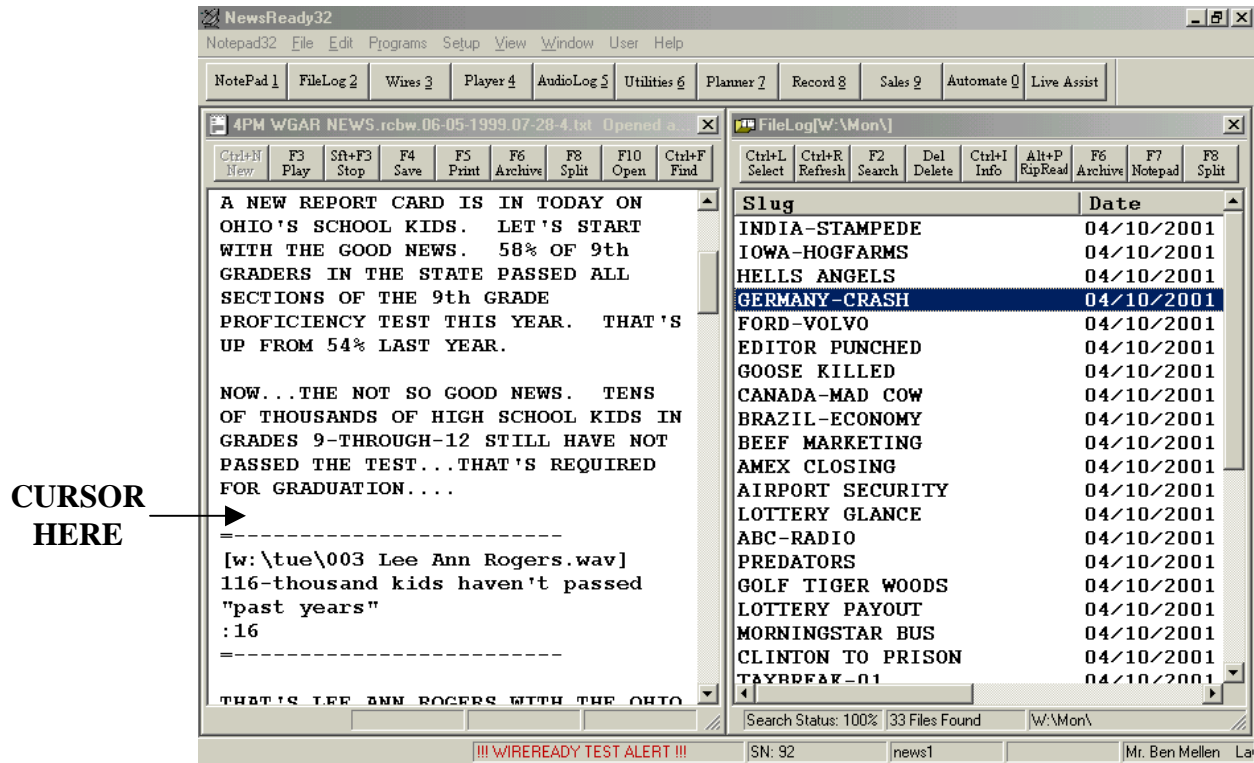 NewsReady32
Notepad32 File Edit Programs Setup View Window User Help
NotePad 1 FileLog 2 Wires 3 Player 4 AudioLog 5 Utilities 6 Planner 7 Record 8 Sales 9 Automate 0 Live Assist
4PM WGAR NEWS.rcbw.06-05-1999.07-28-4.txt Opened a...
Ctrl+N New F3 Play Sft+F3 Stop F4 Save F5 Print F6 Archive F8 Split F10 Open Ctrl+F Find
A NEW REPORT CARD IS IN TODAY ON
OHIO'S SCHOOL KIDS. LET'S START
WITH THE GOOD NEWS. 58% OF 9th
GRADERS IN THE STATE PASSED ALL
SECTIONS OF THE 9th GRADE
PROFICIENCY TEST THIS YEAR. THAT'S
UP FROM 54% LAST YEAR.
NOW...THE NOT SO GOOD NEWS. TENS
OF THOUSANDS OF HIGH SCHOOL KIDS IN
GRADES 9-THROUGH-12 STILL HAVE NOT
PASSED THE TEST...THAT'S REQUIRED
FOR GRADUATION....
CURSOR
HERE
=-------------------------
[w:\tue\003 Lee Ann Rogers.wav]
116-thousand kids haven't passed
"past years"
:16
=-------------------------
THAT'S LEE ANN ROGERS WITH THE OHIO
FileLog[W:\Mon\]
Ctrl+L Select Ctrl+R Refresh F2 Search Del Delete Ctrl+I Info Alt+P RipRead F6 Archive F7 Notepad F8 Split
Slug Date
INDIA-STAMPEDE 04/10/2001
IOWA-HOGFARMS 04/10/2001
HELLS ANGELS 04/10/2001
GERMANY-CRASH 04/10/2001
FORD-VOLVO 04/10/2001
EDITOR PUNCHED 04/10/2001
GOOSE KILLED 04/10/2001
CANADA-MAD COW 04/10/2001
BRAZIL-ECONOMY 04/10/2001
BEEF MARKETING 04/10/2001
AMEX CLOSING 04/10/2001
AIRPORT SECURITY 04/10/2001
LOTTERY GLANCE 04/10/2001
ABC-RADIO 04/10/2001
PREDATORS 04/10/2001
GOLF TIGER WOODS 04/10/2001
LOTTERY PAYOUT 04/10/2001
MORNINGSTAR BUS 04/10/2001
CLINTON TO PRISON 04/10/2001
TAXBREAK-01 04/10/2001
Search Status: 100% 33 Files Found W:\Mon\
!!! WIREREADY TEST ALERT !!! SN: 92 news1 Mr. Ben Mellen